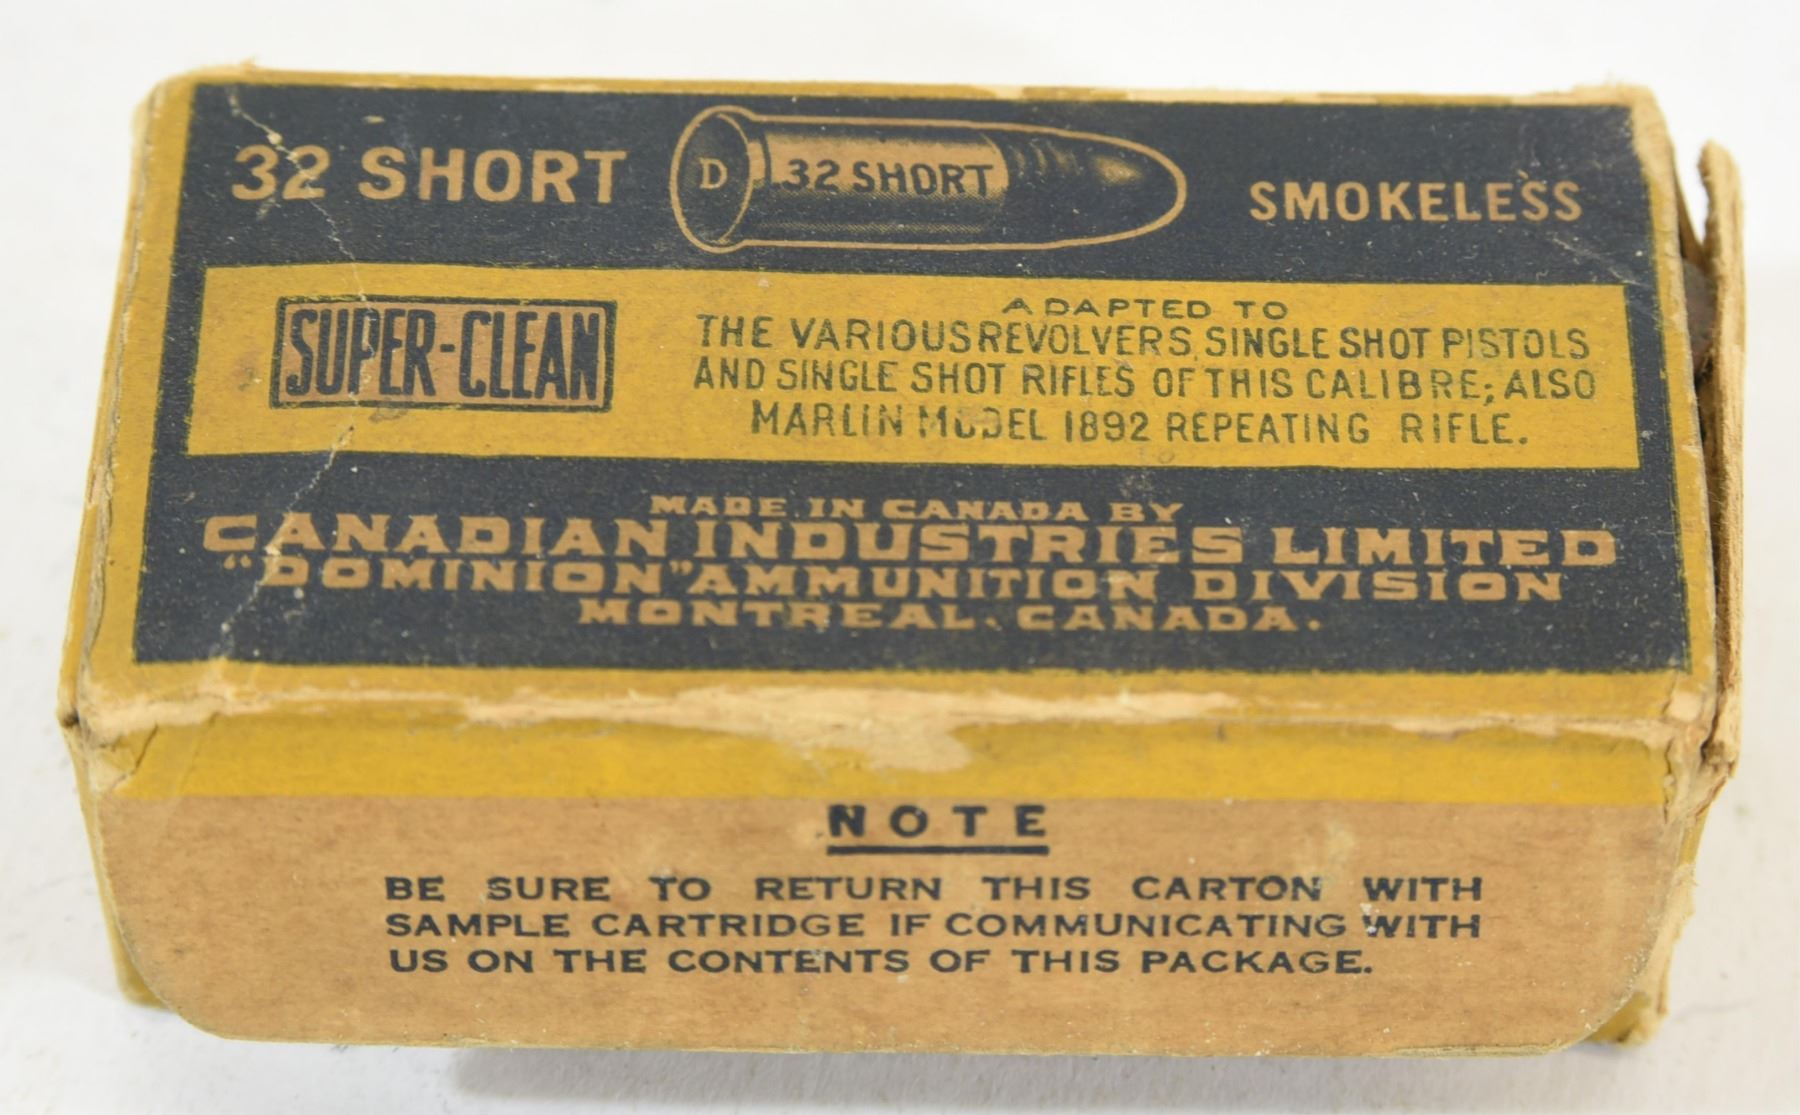 32 SHORT
D 32 SHORT
SMOKELESS
SUPER-CLEAN
ADAPTED TO
THE VARIOUS REVOLVERS, SINGLE SHOT PISTOLS
AND SINGLE SHOT RIFLES OF THIS CALIBRE; ALSO
MARLIN MODEL 1892 REPEATING RIFLE.
MADE IN CANADA BY
CANADIAN INDUSTRIES LIMITED
"DOMINION" AMMUNITION DIVISION
MONTREAL, CANADA.
NOTE
BE SURE TO RETURN THIS CARTON WITH
SAMPLE CARTRIDGE IF COMMUNICATING WITH
US ON THE CONTENTS OF THIS PACKAGE.